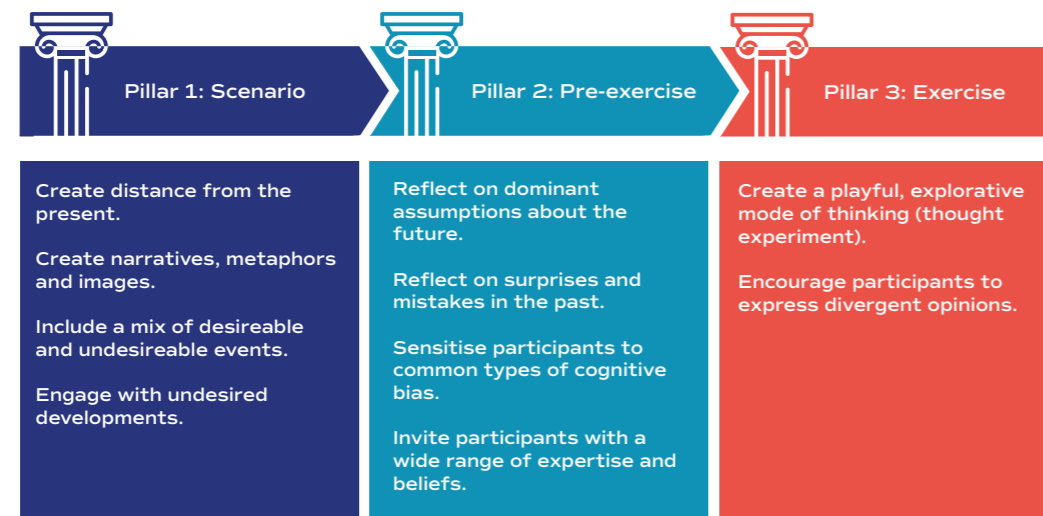 Pillar 1: Scenario
Pillar 2: Pre-exercise
Pillar 3: Exercise
Create distance from the
present.
Create narratives, metaphors
and images.
Include a mix of desireable
and undesireable events.
Engage with undesired
developments.
Reflect on dominant
assumptions about the
future.
Reflect on surprises and
mistakes in the past.
Sensitise participants to
common types of cognitive
bias.
Invite participants with a
wide range of expertise and
beliefs.
Create a playful, explorative
mode of thinking (thought
experiment).
Encourage participants to
express divergent opinions.